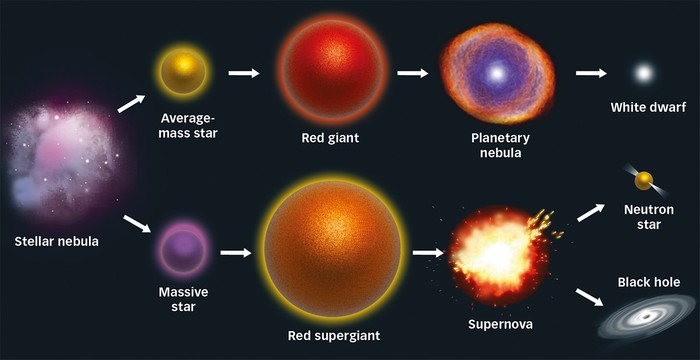 Stellar nebula
Average-
mass star
Red giant
Planetary
nebula
White dwarf
Massive
star
Red supergiant
Supernova
Neutron
star
Black hole